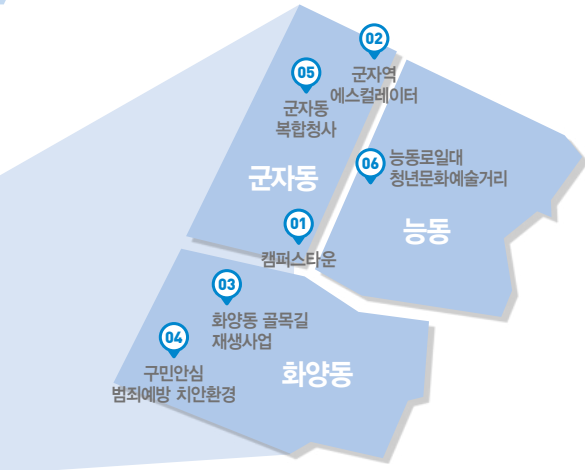 02
군자역
에스컬레이터
05
군자동
복합청사
군자동
06
능동로일대
청년문화예술거리
능동
01
캠퍼스타운
03
화양동 골목길
재생사업
04
구민안심
범죄예방 치안환경
화양동